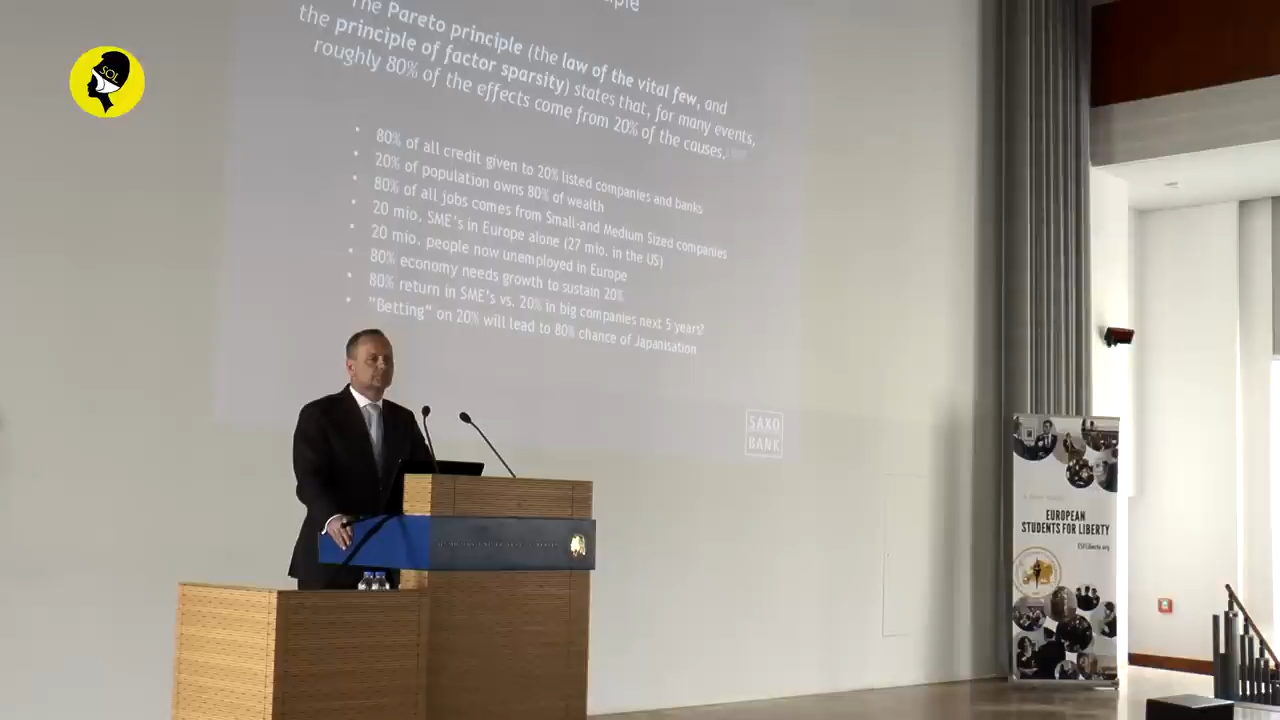 SOL
The Pareto principle (the law of the vital few, and
the principle of factor sparsity) states that, for many events,
roughly 80% of the effects come from 20% of the causes.
• 80% of all credit given to 20% listed companies and banks
• 20% of population owns 80% of wealth
• 80% of all jobs comes from Small-and Medium Sized companies
• 20 mio. SME's in Europe alone (27 mio. in the US)
• 20 mio. people now unemployed in Europe
• 80% economy needs growth to sustain 20%
• 80% return in SME's vs. 20% in big companies next 5 years?
• "Betting" on 20% will lead to 80% chance of Japanisation
SAXO
BANK
EUROPEAN
STUDENTS FOR LIBERTY
ESFLiberty.org